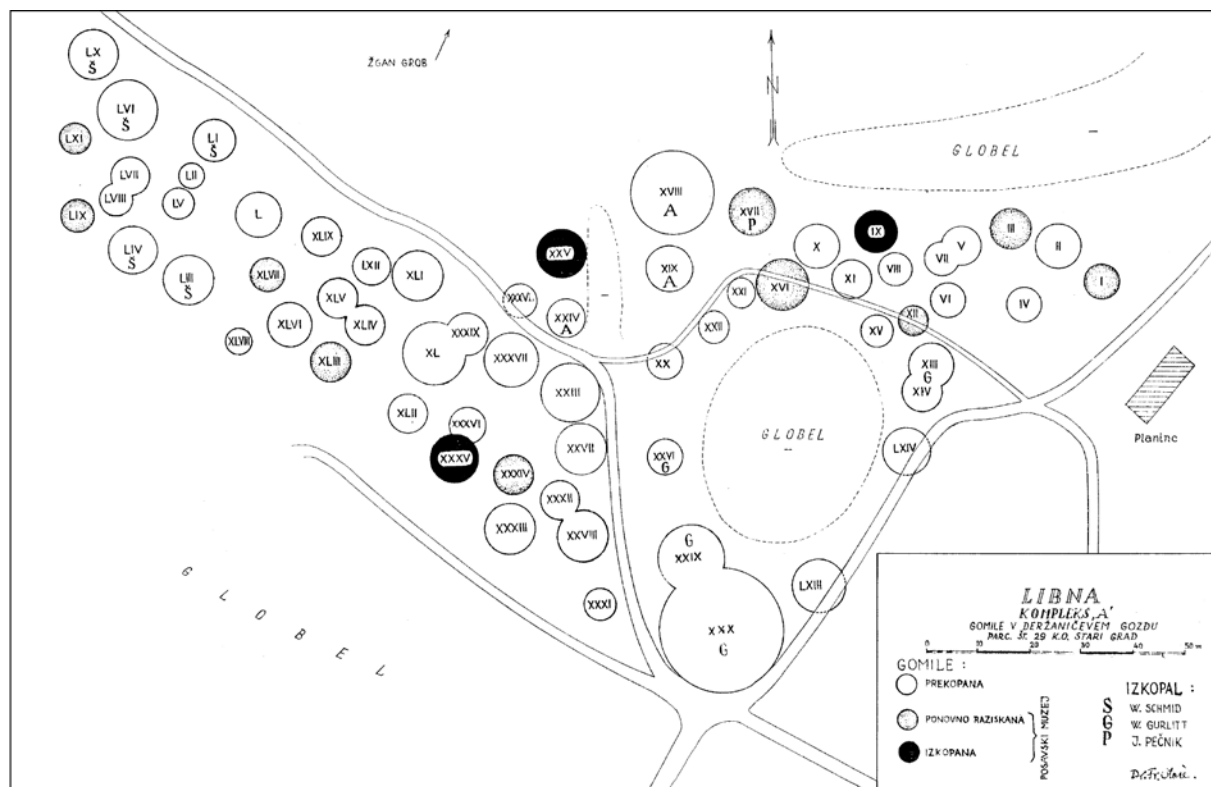 ŽGAN GROB
N
GLOBEL
LX
Š
LVI
Š
LXI
LI
Š
LII
LVII
LVIII
LV
LIX
L
LIV
Š
LIII
Š
XLIX
XLVII
LXII
XLI
XLV
XLIV
XLVI
XLVIII
XLIII
XVIII
A
XVII
P
XXV
IX
X
III
V
II
VII
XIX
A
XI
VIII
XVI
I
XXI
VI
IV
XXIV
A
XII
XXII
XV
XXXIX
XL
XXXVII
XX
XIII
G
XIV
XXIII
XLII
XXXVI
GLOBEL
XXVII
XXVI
G
LXIV
XXXV
XXXIV
XXXII
XXXIII
XXVIII
G
XXIX
LXIII
XXXI
XXX
G
Planinc
GLOBEL
LIBNA
KOMPLEKS „A"
GOMILE V DERŽANIČEVEM GOZDU
PARC. ŠT. 29 K.O. STARI GRAD
0 10 20 30 40 50 m
GOMILE :
PREKOPANA
PONOVNO RAZISKANA
IZKOPANA
POSAVSKI MUZEJ
IZKOPAL :
S W. SCHMID
G W. GURLITT
P J. PEČNIK